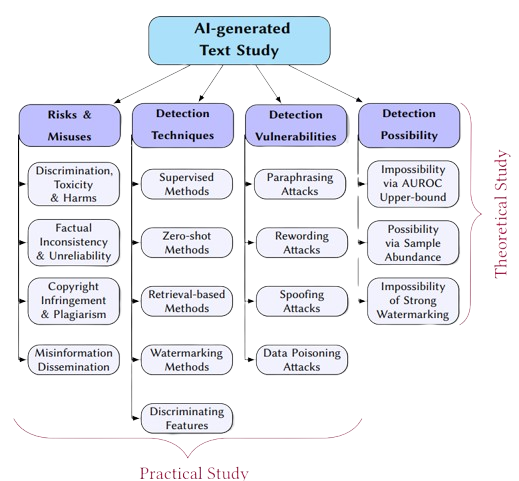 AI-generated
Text Study
Risks &
Misuses
Discrimination,
Toxicity
& Harms
Factual
Inconsistency
& Unreliability
Copyright
Infringement
& Plagiarism
Misinformation
Dissemination
Detection
Techniques
Supervised
Methods
Zero-shot
Methods
Retrieval-based
Methods
Watermarking
Methods
Discriminating
Features
Detection
Vulnerabilities
Paraphrasing
Attacks
Rewording
Attacks
Spoofing
Attacks
Data Poisoning
Attacks
Detection
Possibility
Impossibility
via AUROC
Upper-bound
Possibility
via Sample
Abundance
Impossibility
of Strong
Watermarking
Theoretical Study
Practical Study